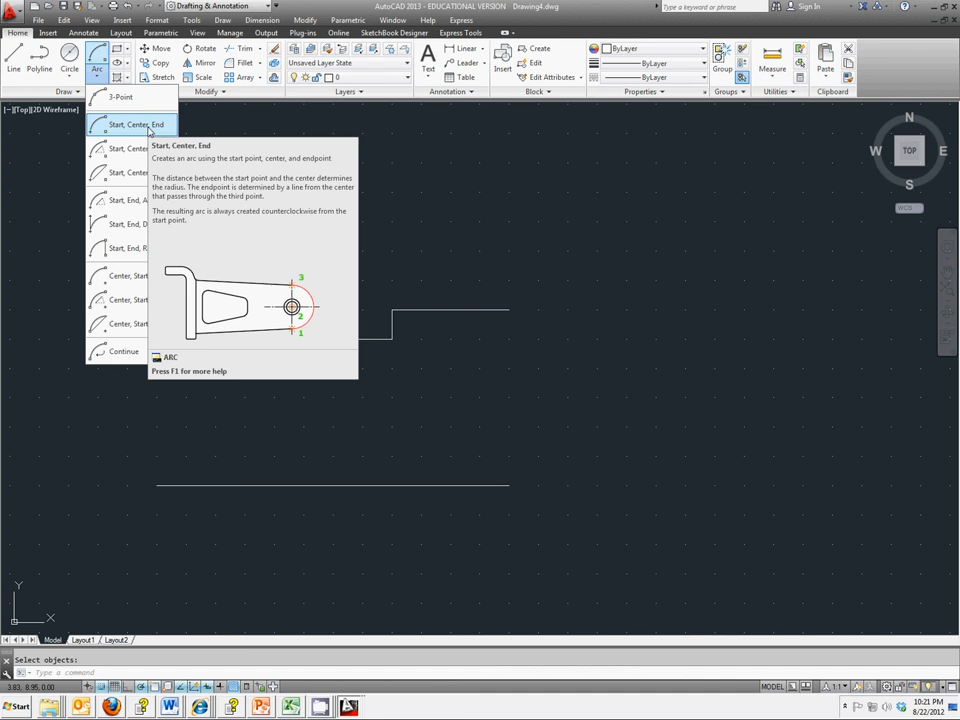 Drafting & Annotation
AutoCAD 2013 - EDUCATIONAL VERSION Drawing4.dwg
Type a keyword or phrase
Sign In
File Edit View Insert Format Tools Draw Dimension Modify Parametric Window Help Express
Home Insert Annotate Layout Parametric View Manage Output Plug-ins Online SketchBook Designer Express Tools
Line Polyline Circle Arc
Move Rotate Trim
Copy Mirror Fillet
Stretch Scale Array
Unsaved Layer State
0
Text
Linear
Leader
Table
Insert
Create
Edit
Edit Attributes
ByLayer
ByLayer
ByLayer
Group
Measure
Paste
Draw Modify Layers Annotation Block Properties Groups Utilities Clipboard
[−][Top][2D Wireframe]
3-Point
Start, Center, End
Start, Center
Start, Center
Start, End, A
Start, End, D
Start, End, R
Center, Start
Center, Start
Center, Start
Continue
Start, Center, End
Creates an arc using the start point, center, and endpoint
The distance between the start point and the center determines
the radius. The endpoint is determined by a line from the center
that passes through the third point.
The resulting arc is always created counterclockwise from the
start point.
3
2
1
ARC
Press F1 for more help
N
W TOP E
S
WCS
Y
X
Model Layout1 Layout2
Select objects:
Type a command
3.83, 8.95, 0.00
MODEL
1:1
Start
10:21 PM
8/22/2012